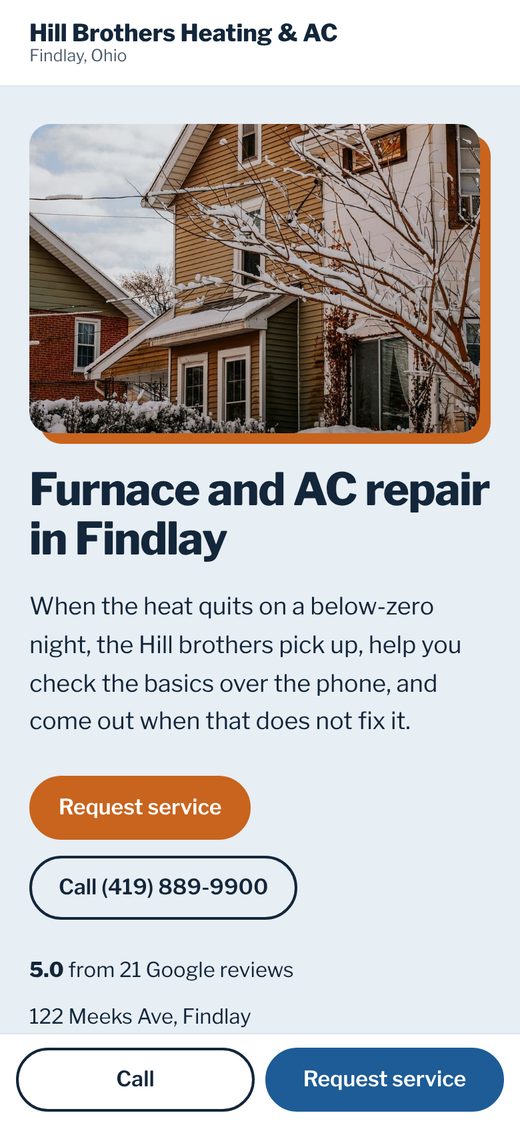 Hill Brothers Heating & AC
Findlay, Ohio
Furnace and AC repair
in Findlay
When the heat quits on a below-zero
night, the Hill brothers pick up, help you
check the basics over the phone, and
come out when that does not fix it.
Request service
Call (419) 889-9900
5.0 from 21 Google reviews
122 Meeks Ave, Findlay
Call
Request service